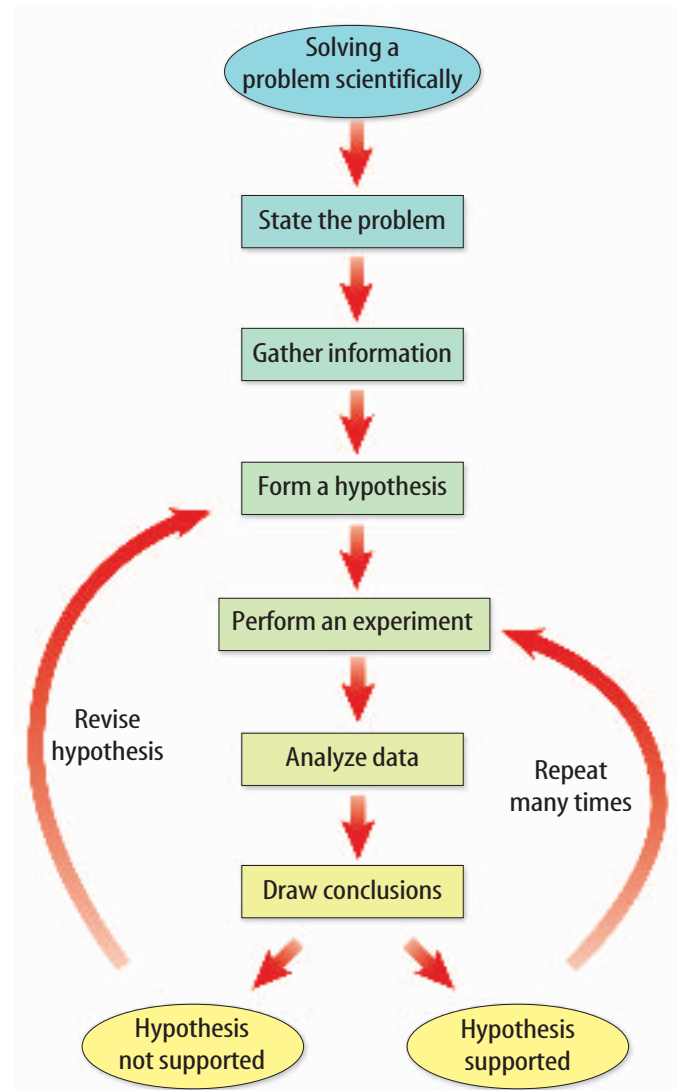 Solving a
problem scientifically
State the problem
Gather information
Form a hypothesis
Perform an experiment
Revise
hypothesis
Analyze data
Repeat
many times
Draw conclusions
Hypothesis
not supported
Hypothesis
supported